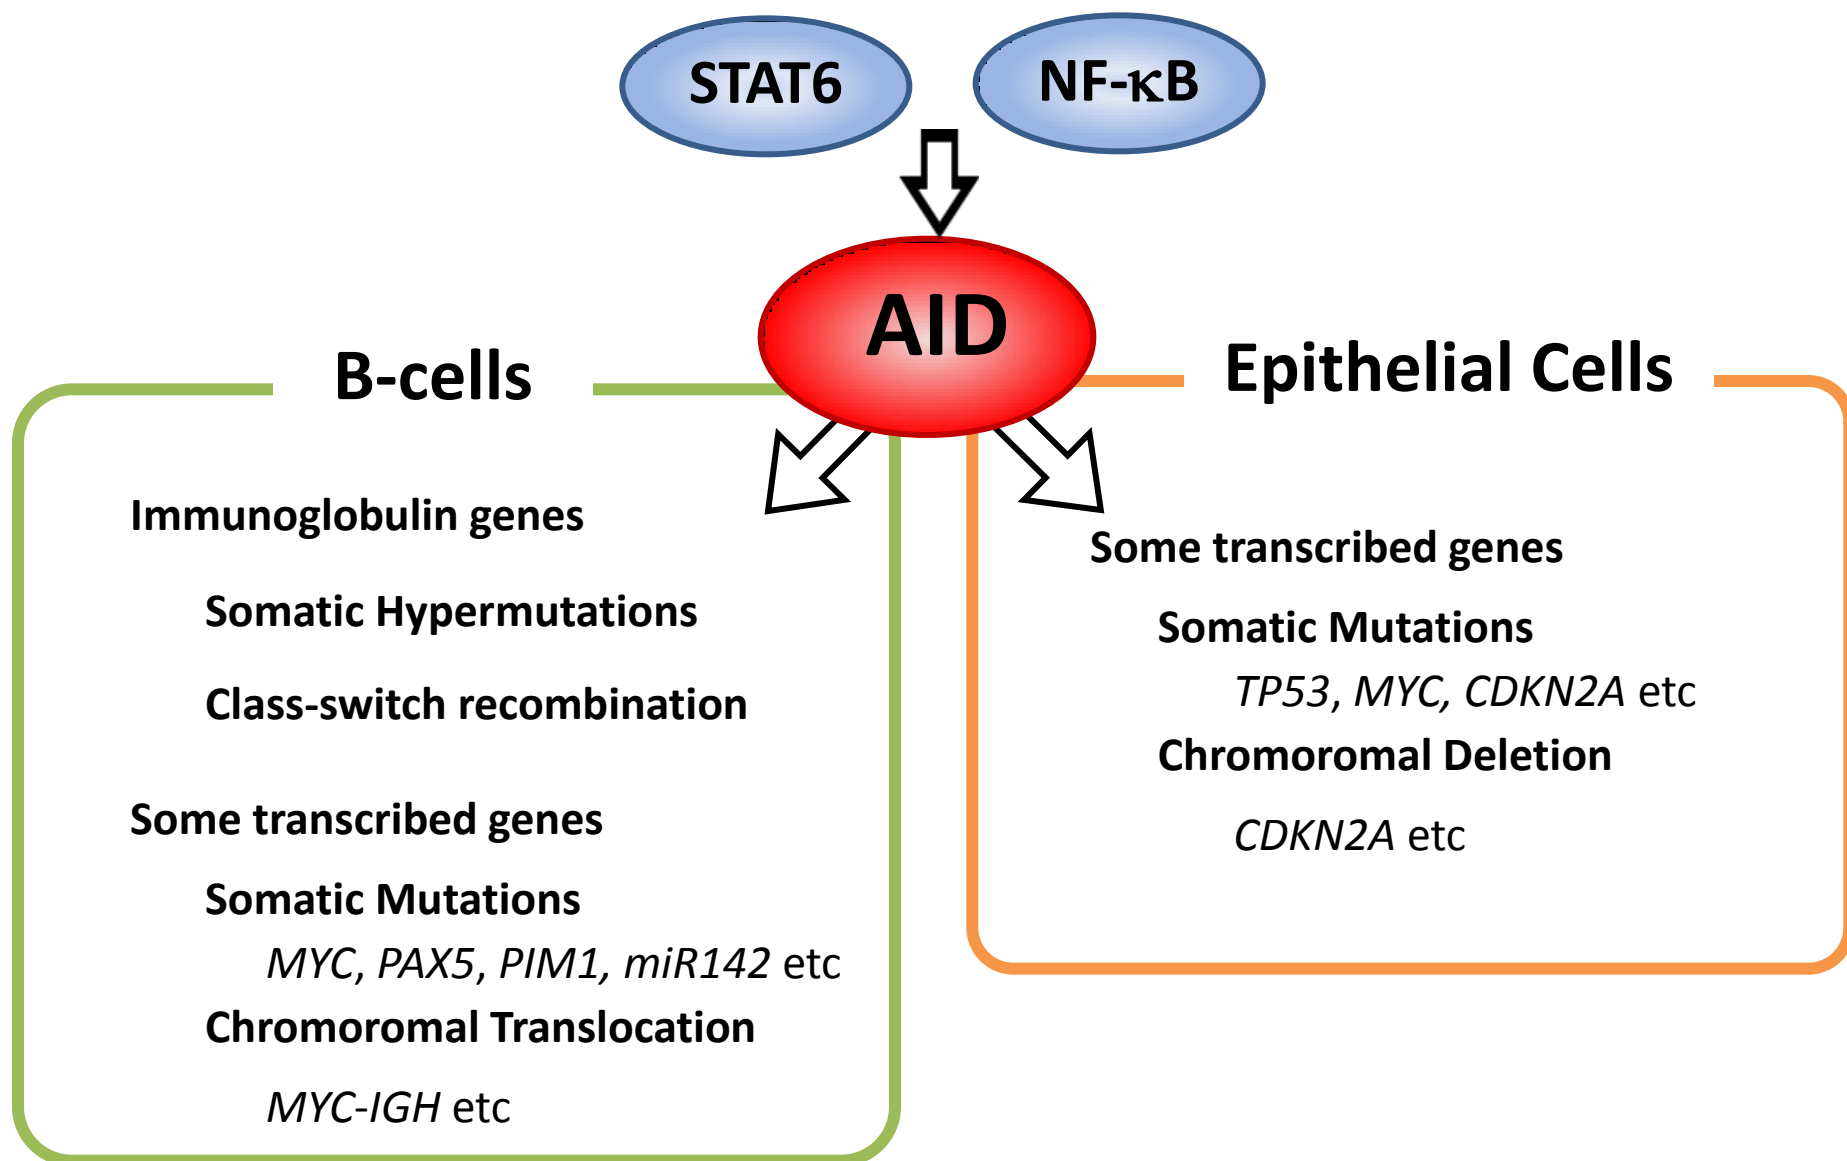 STAT6
NF-κB
AID
B-cells
Immunoglobulin genes
Somatic Hypermutations
Class-switch recombination
Some transcribed genes
Somatic Mutations
MYC, PAX5, PIM1, miR142 etc
Chromoromal Translocation
MYC-IGH etc
Epithelial Cells
Some transcribed genes
Somatic Mutations
TP53, MYC, CDKN2A etc
Chromoromal Deletion
CDKN2A etc